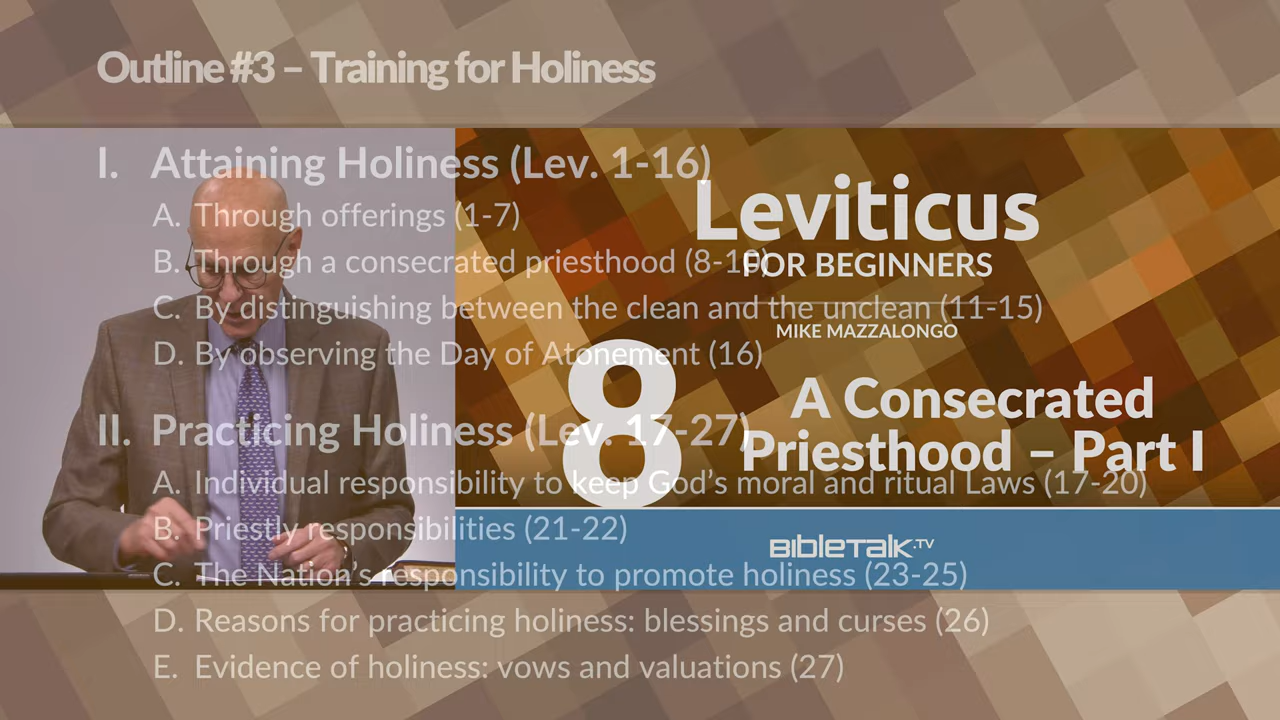 Outline #3 – Training for Holiness
I. Attaining Holiness (Lev. 1-16)
A. Through offerings (1-7)
B. Through a consecrated priesthood (8-10)
C. By distinguishing between the clean and the unclean (11-15)
D. By observing the Day of Atonement (16)
II. Practicing Holiness (Lev. 17-27)
A. Individual responsibility to keep God's moral and ritual Laws (17-20)
B. Priestly responsibilities (21-22)
C. The Nation's responsibility to promote holiness (23-25)
D. Reasons for practicing holiness: blessings and curses (26)
E. Evidence of holiness: vows and valuations (27)
Leviticus
FOR BEGINNERS
MIKE MAZZALONGO
8
A Consecrated
Priesthood – Part I
BIBLETALK.TV